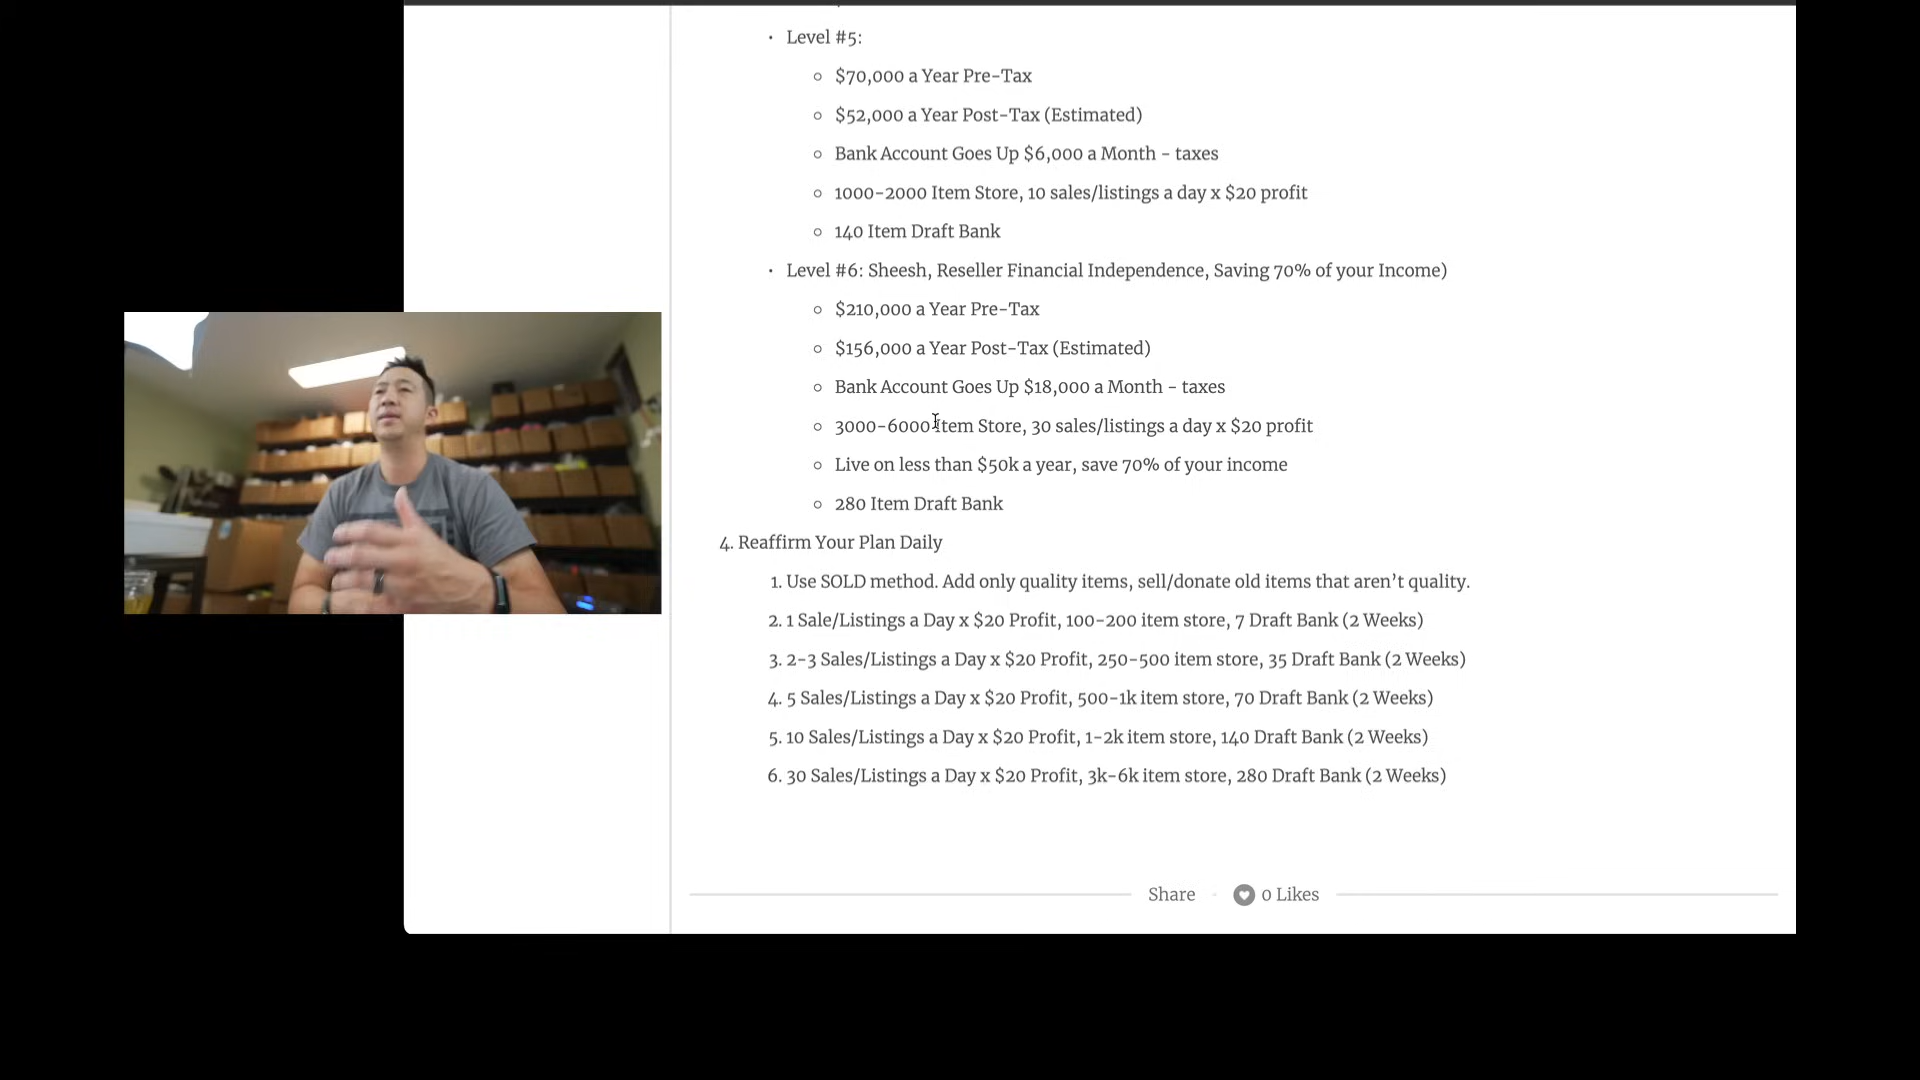 • Level #5:
◦ $70,000 a Year Pre-Tax
◦ $52,000 a Year Post-Tax (Estimated)
◦ Bank Account Goes Up $6,000 a Month - taxes
◦ 1000-2000 Item Store, 10 sales/listings a day x $20 profit
◦ 140 Item Draft Bank
• Level #6: Sheesh, Reseller Financial Independence, Saving 70% of your Income)
◦ $210,000 a Year Pre-Tax
◦ $156,000 a Year Post-Tax (Estimated)
◦ Bank Account Goes Up $18,000 a Month - taxes
◦ 3000-6000 Item Store, 30 sales/listings a day x $20 profit
◦ Live on less than $50k a year, save 70% of your income
◦ 280 Item Draft Bank
4. Reaffirm Your Plan Daily
1. Use SOLD method. Add only quality items, sell/donate old items that aren’t quality.
2. 1 Sale/Listings a Day x $20 Profit, 100-200 item store, 7 Draft Bank (2 Weeks)
3. 2-3 Sales/Listings a Day x $20 Profit, 250-500 item store, 35 Draft Bank (2 Weeks)
4. 5 Sales/Listings a Day x $20 Profit, 500-1k item store, 70 Draft Bank (2 Weeks)
5. 10 Sales/Listings a Day x $20 Profit, 1-2k item store, 140 Draft Bank (2 Weeks)
6. 30 Sales/Listings a Day x $20 Profit, 3k-6k item store, 280 Draft Bank (2 Weeks)
Share 0 Likes